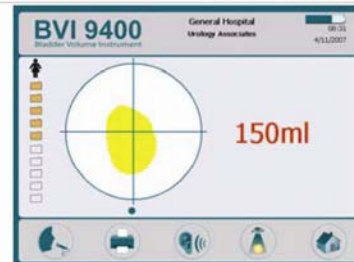 BVI 9400
Bladder Volume Instrument
General Hospital
Urology Associates
08:31
4/11/2007
150ml